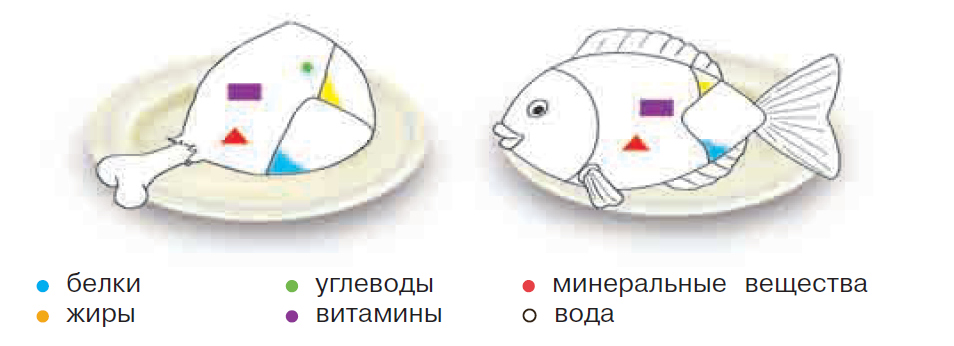 белки углеводы минеральные вещества
жиры витамины вода